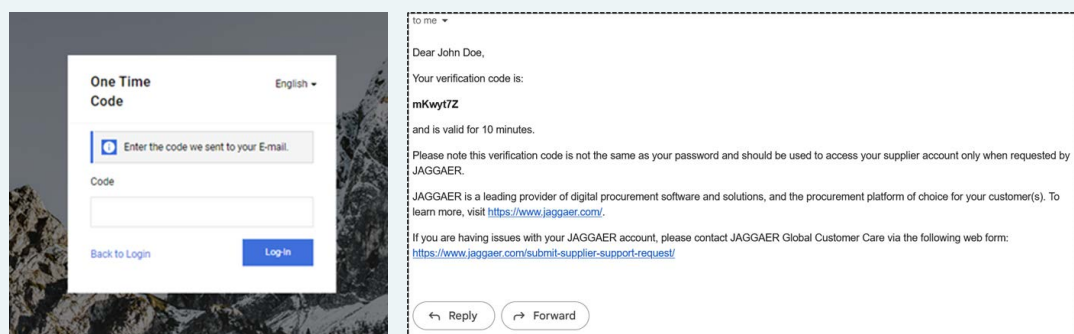 One Time
Code
English
Enter the code we sent to your E-mail.
Code
Back to Login
Log-In
to me
Dear John Doe,
Your verification code is:
mKwyt7Z
and is valid for 10 minutes.
Please note this verification code is not the same as your password and should be used to access your supplier account only when requested by
JAGGAER.
JAGGAER is a leading provider of digital procurement software and solutions, and the procurement platform of choice for your customer(s). To
learn more, visit https://www.jaggaer.com/.
If you are having issues with your JAGGAER account, please contact JAGGAER Global Customer Care via the following web form:
https://www.jaggaer.com/submit-supplier-support-request/
Reply
Forward